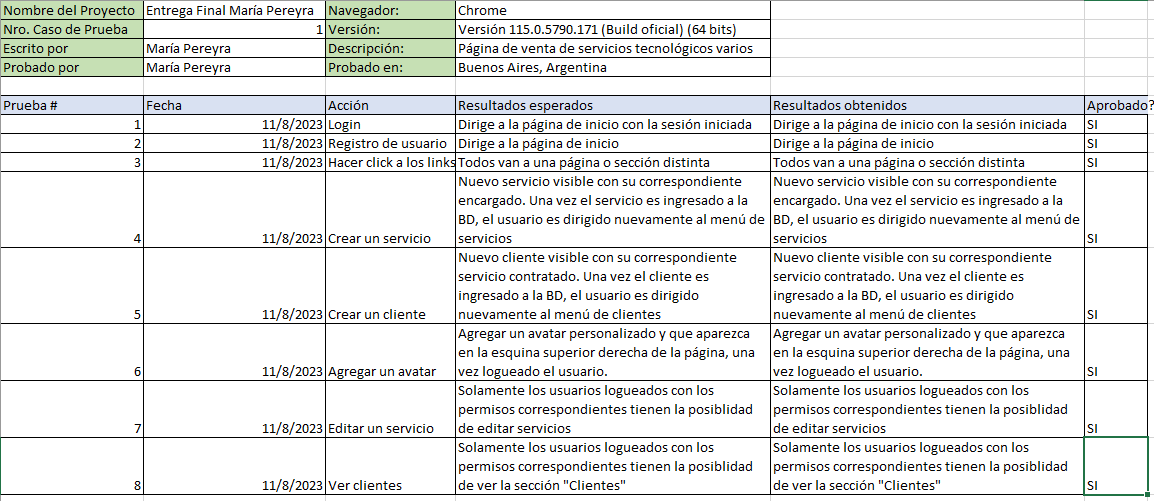 Nombre del Proyecto Entrega Final María Pereyra Navegador: Chrome
Nro. Caso de Prueba 1 Versión: Versión 115.0.5790.171 (Build oficial) (64 bits)
Escrito por María Pereyra Descripción: Página de venta de servicios tecnológicos varios
Probado por María Pereyra Probado en: Buenos Aires, Argentina
Prueba # Fecha Acción Resultados esperados Resultados obtenidos Aprobado?
1 11/8/2023 Login Dirige a la página de inicio con la sesión iniciada Dirige a la página de inicio con la sesión iniciada SI
2 11/8/2023 Registro de usuario Dirige a la página de inicio Dirige a la página de inicio SI
3 11/8/2023 Hacer click a los links Todos van a una página o sección distinta Todos van a una página o sección distinta SI
Nuevo servicio visible con su correspondiente Nuevo servicio visible con su correspondiente
encargado. Una vez el servicio es ingresado a la encargado. Una vez el servicio es ingresado a la
BD, el usuario es dirigido nuevamente al menú de BD, el usuario es dirigido nuevamente al menú de
4 11/8/2023 Crear un servicio servicios servicios SI
Nuevo cliente visible con su correspondiente Nuevo cliente visible con su correspondiente
servicio contratado. Una vez el cliente es servicio contratado. Una vez el cliente es
ingresado a la BD, el usuario es dirigido ingresado a la BD, el usuario es dirigido
5 11/8/2023 Crear un cliente nuevamente al menú de clientes nuevamente al menú de clientes SI
Agregar un avatar personalizado y que aparezca Agregar un avatar personalizado y que aparezca
en la esquina superior derecha de la página, una en la esquina superior derecha de la página, una
6 11/8/2023 Agregar un avatar vez logueado el usuario. vez logueado el usuario. SI
Solamente los usuarios logueados con los Solamente los usuarios logueados con los
permisos correspondientes tienen la posiblidad permisos correspondientes tienen la posiblidad
7 11/8/2023 Editar un servicio de editar servicios de editar servicios SI
Solamente los usuarios logueados con los Solamente los usuarios logueados con los
permisos correspondientes tienen la posiblidad permisos correspondientes tienen la posiblidad
8 11/8/2023 Ver clientes de ver la sección "Clientes" de ver la sección "Clientes" SI